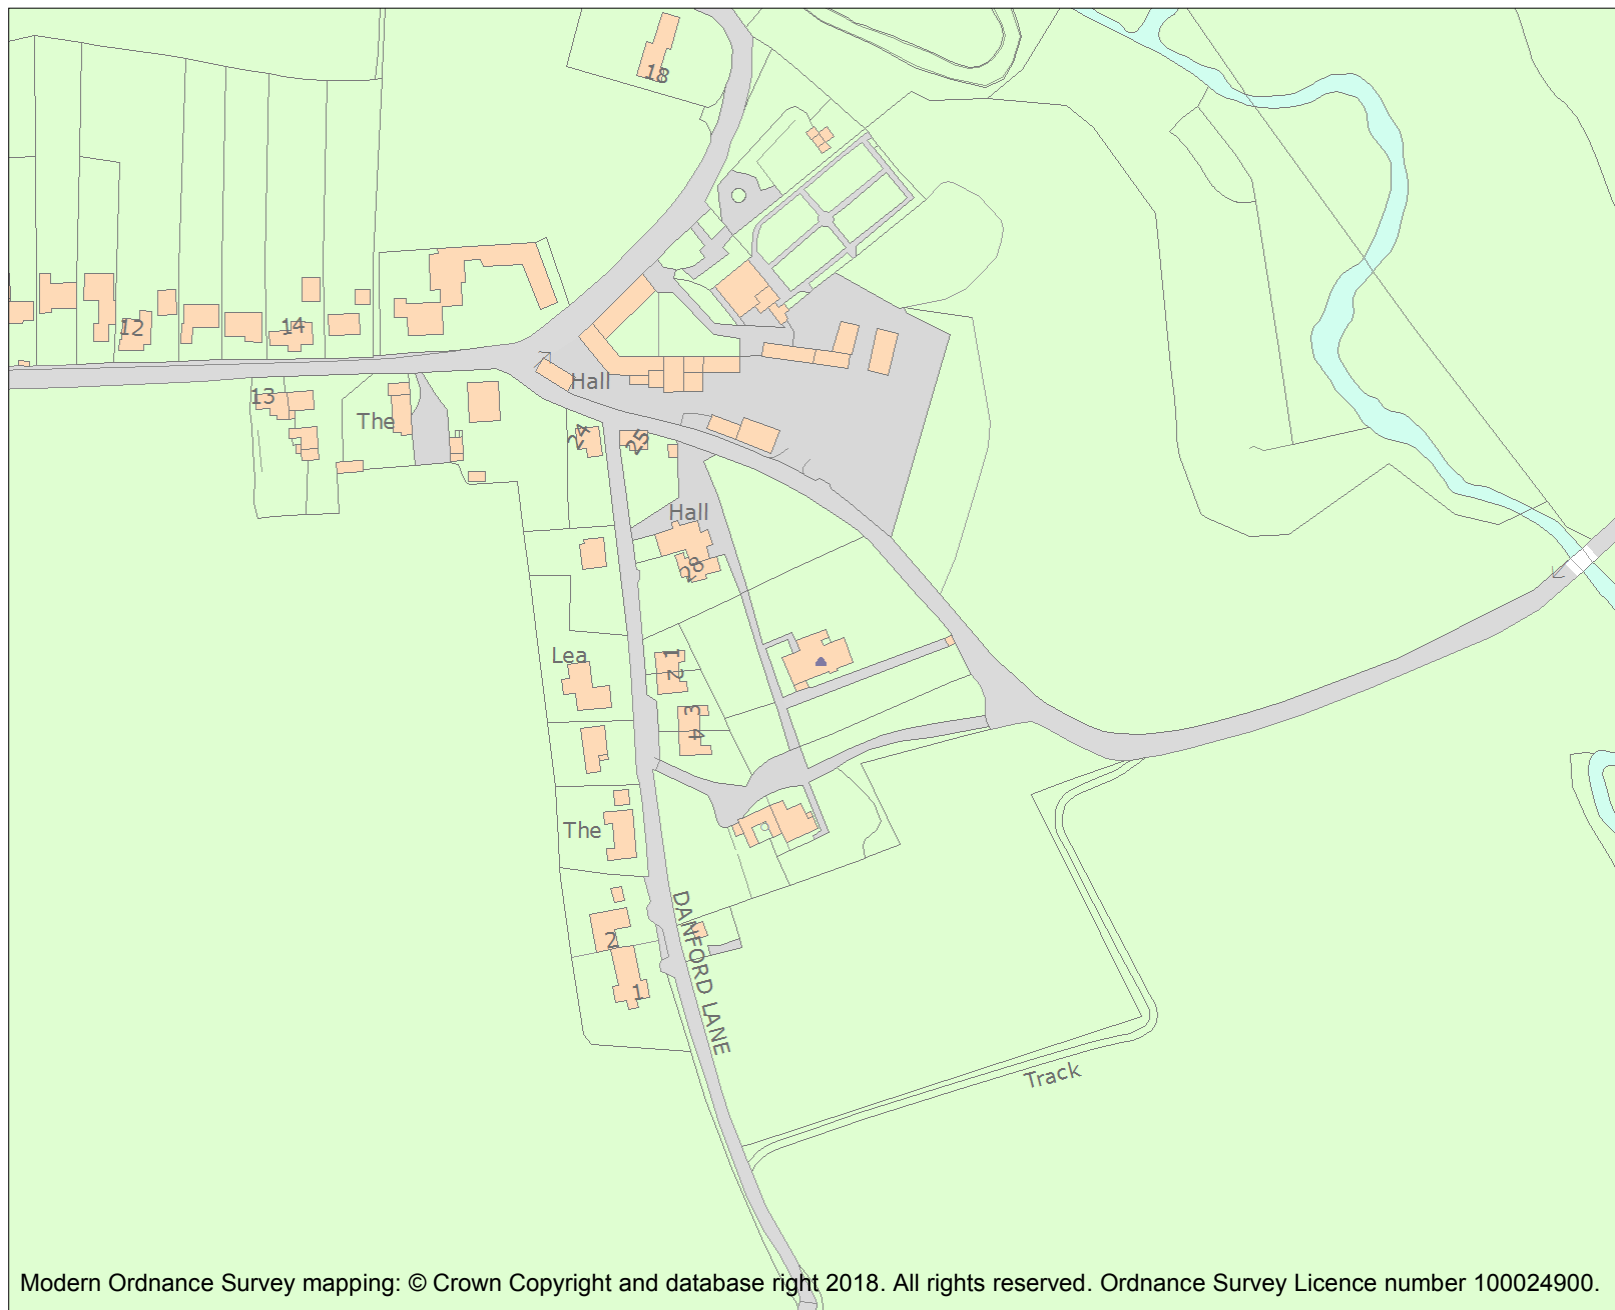 18
12
14
Hall
13
The
24
25
Hall
28
Lea
1
2
3
4
The
2
1
DANFORD LANE
Track
Modern Ordnance Survey mapping: © Crown Copyright and database right 2018. All rights reserved. Ordnance Survey Licence number 100024900.